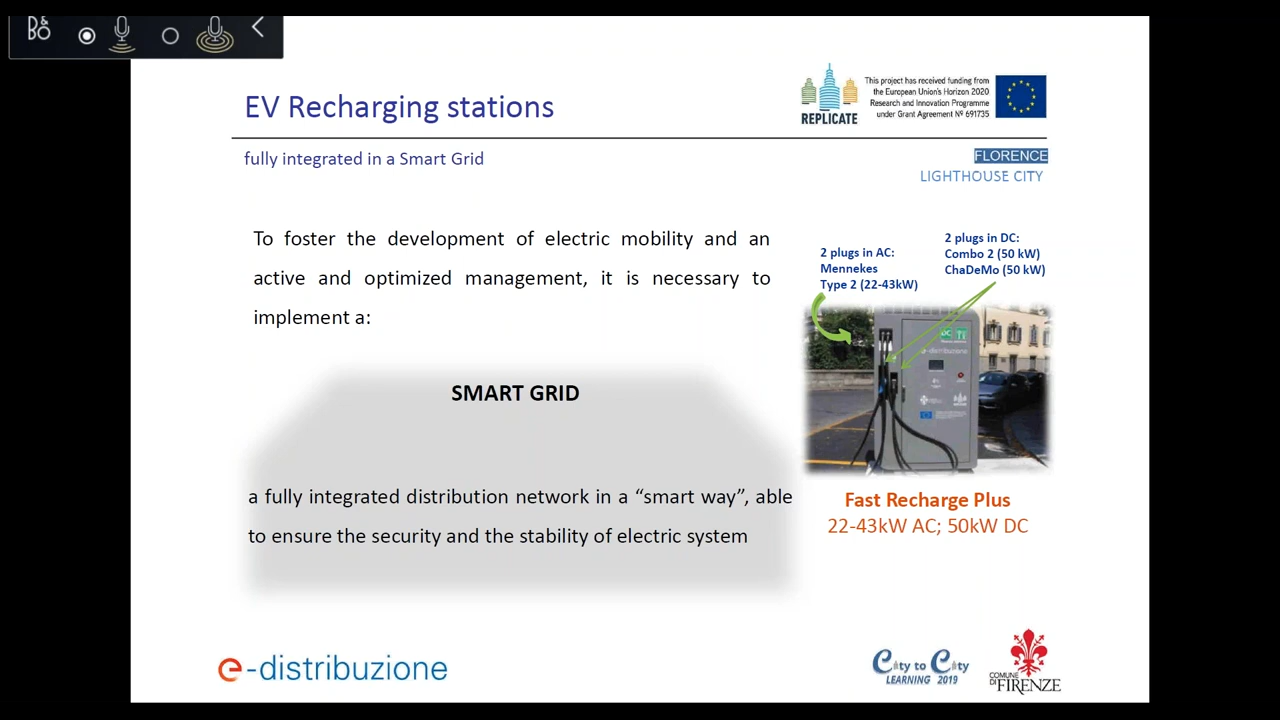 EV Recharging stations
REPLICATE
This project has received funding from
the European Union's Horizon 2020
Research and Innovation Programme
under Grant Agreement Nº 691735
fully integrated in a Smart Grid
FLORENCE
LIGHTHOUSE CITY
To foster the development of electric mobility and an
active and optimized management, it is necessary to
implement a:
SMART GRID
a fully integrated distribution network in a “smart way”, able
to ensure the security and the stability of electric system
2 plugs in AC:
Mennekes
Type 2 (22-43kW)
2 plugs in DC:
Combo 2 (50 kW)
ChaDeMo (50 kW)
e-distribuzione
Fast Recharge Plus
22-43kW AC; 50kW DC
e-distribuzione
City to City
LEARNING 2019
COMUNE
DI FIRENZE